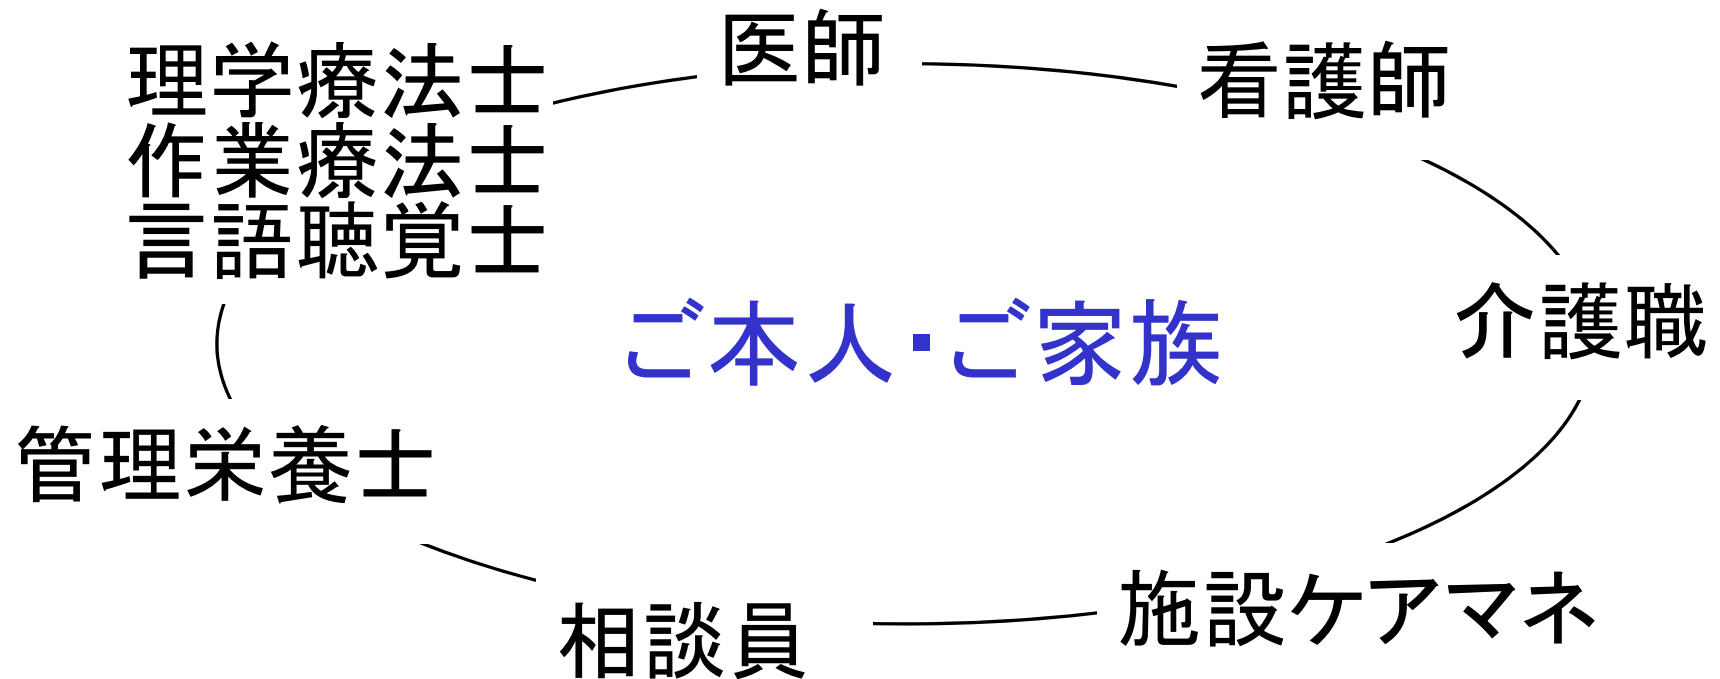 医師
看護師
理学療法士
作業療法士
言語聴覚士
ご本人・ご家族
介護職
管理栄養士
施設ケアマネ
相談員